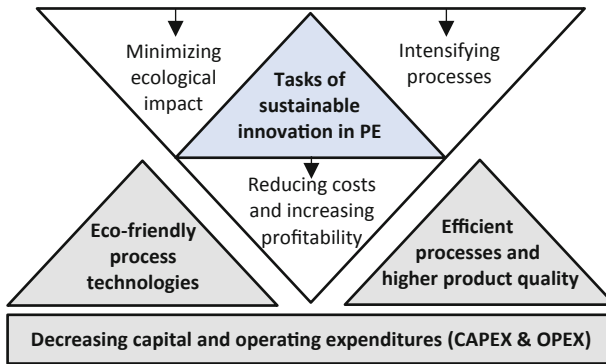 Minimizing
ecological
impact
Tasks of
sustainable
innovation in PE
Intensifying
processes
Reducing costs
and increasing
profitability
Eco-friendly
process
technologies
Efficient
processes and
higher product quality
Decreasing capital and operating expenditures (CAPEX & OPEX)